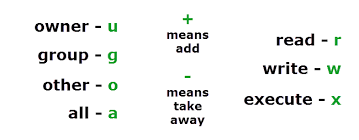 owner - u
group - g
other - o
all - a
+
means
add
-
means
take
away
read - r
write - w
execute - x